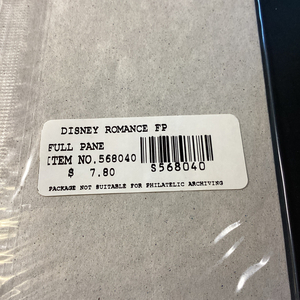 DISNEY ROMANCE FP
FULL PANE
ITEM NO.568040
$ 7.80
S568040
PACKAGE NOT SUITABLE FOR PHILATELIC ARCHIVING